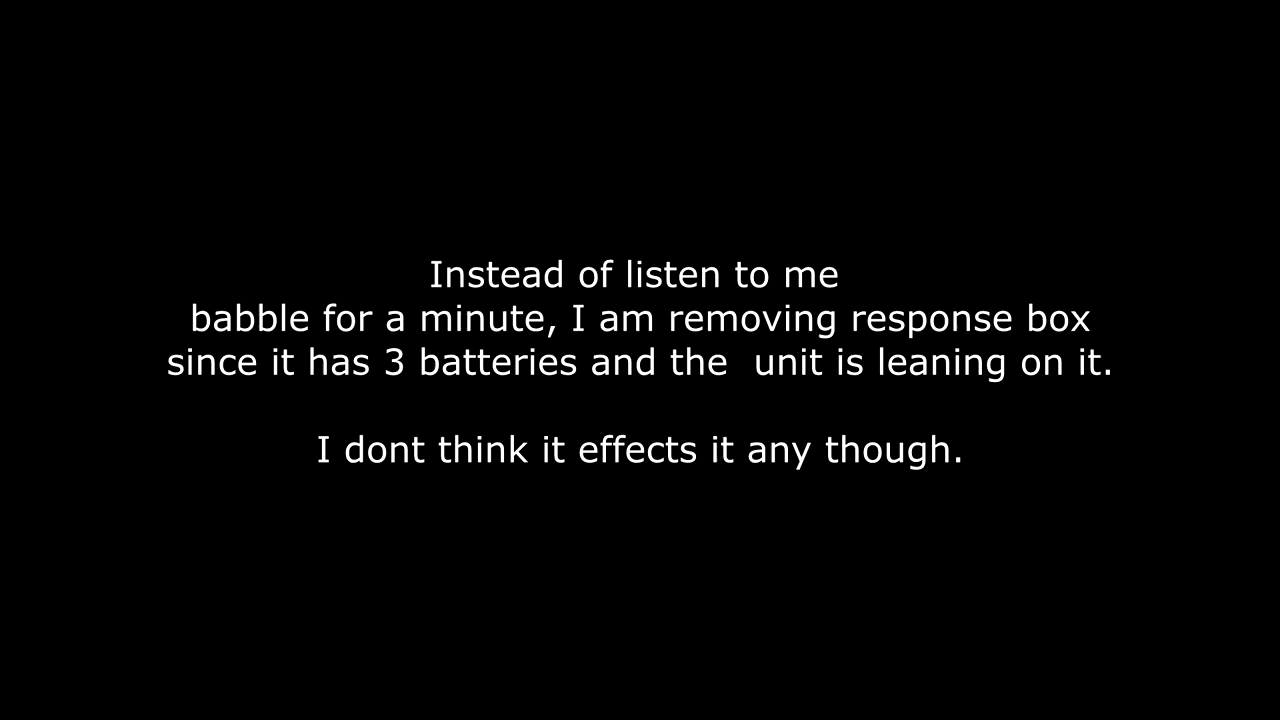 Instead of listen to me
babble for a minute, I am removing response box
since it has 3 batteries and the  unit is leaning on it.
I dont think it effects it any though.